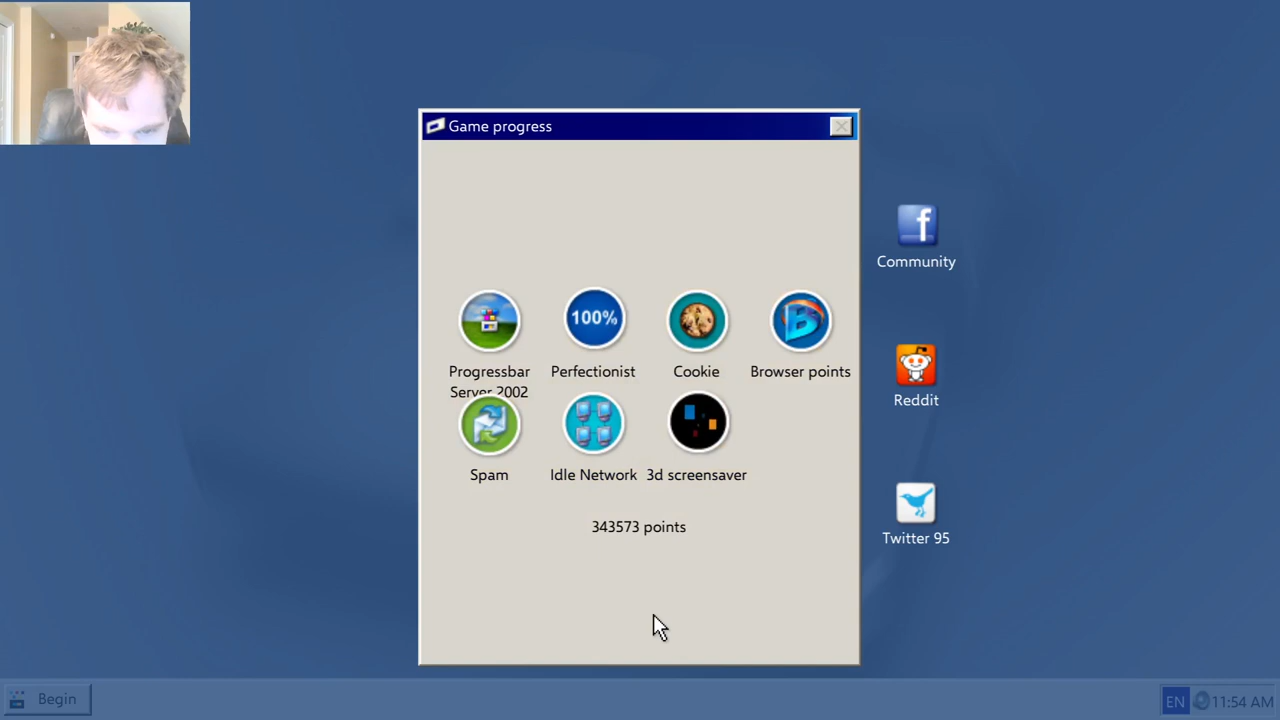 Game progress
100%
Progressbar
Server 2002
Perfectionist
Cookie
Browser points
Spam
Idle Network
3d screensaver
343573 points
Community
Reddit
Twitter 95
Begin
EN
11:54 AM